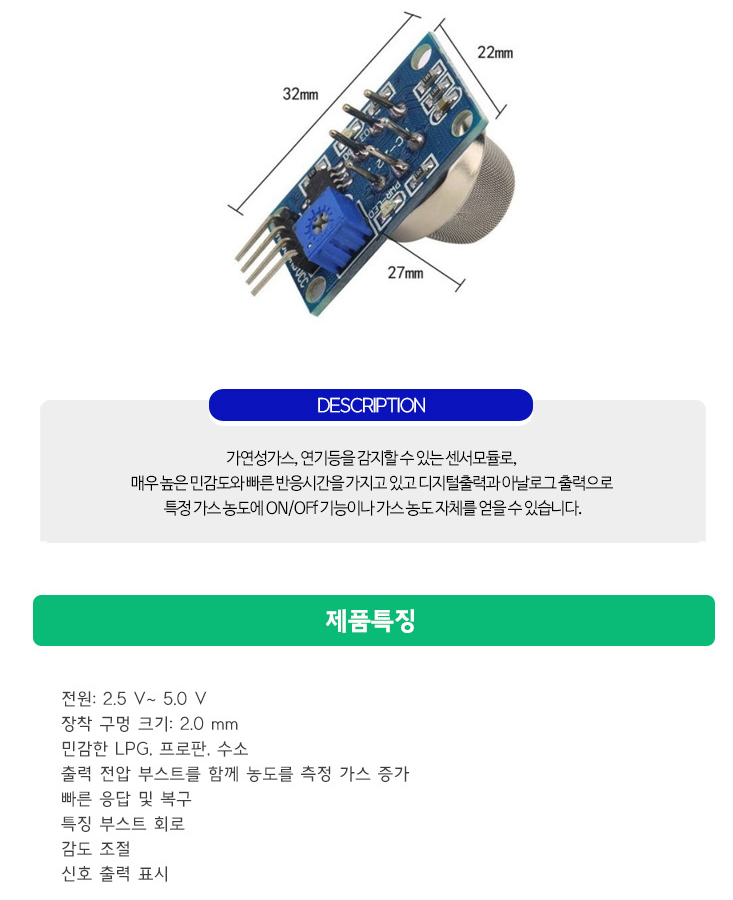 22mm
32mm
PWR-LED
27mm
DESCRIPTION
가연성가스, 연기등을 감지할 수 있는 센서모듈로,
매우 높은 민감도와 빠른 반응시간을 가지고 있고 디지털출력과 아날로그 출력으로
특정 가스 농도에 ON/OFf 기능이나 가스 농도 자체를 얻을 수 있습니다.
제품특징
전원: 2.5 V~ 5.0 V
장착 구멍 크기: 2.0 mm
민감한 LPG, 프로판, 수소
출력 전압 부스트를 함께 농도를 측정 가스 증가
빠른 응답 및 복구
특징 부스트 회로
감도 조절
신호 출력 표시